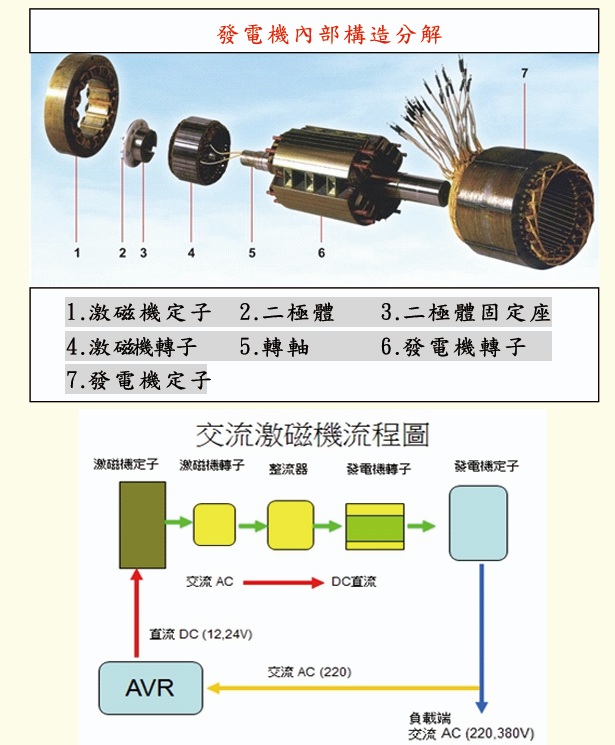 發電機內部構造分解
7
1 2 3 4 5 6
1.激磁機定子 2.二極體 3.二極體固定座
4.激磁機轉子 5.轉軸 6.發電機轉子
7.發電機定子
交流激磁機流程圖
激磁機定子 激磁機轉子 整流器 發電機轉子 發電機定子
交流 AC DC直流
直流 DC (12,24V)
交流 AC (220)
AVR
負載端
交流 AC (220,380V)